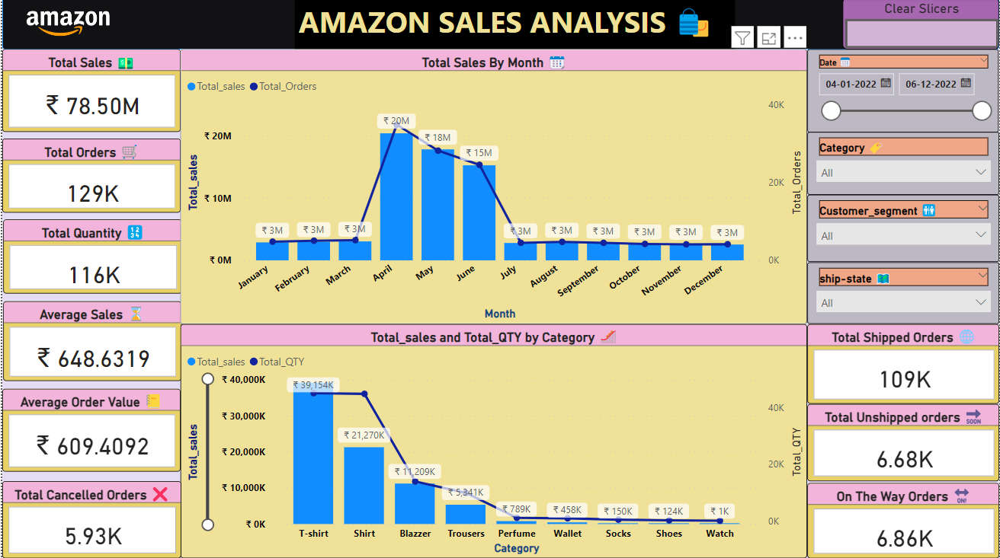 amazon
AMAZON SALES ANALYSIS
Clear Slicers
Total Sales
₹ 78.50M
Total Orders
129K
Total Quantity
1 2
3 4
116K
Average Sales
₹ 648.6319
Average Order Value
₹ 609.4092
Total Cancelled Orders
5.93K
Total Sales By Month
Total_sales Total_Orders
₹ 20M
₹ 10M
₹ 0M
Total_sales
₹ 3M
₹ 3M
₹ 3M
₹ 20M
₹ 18M
₹ 15M
₹ 3M
₹ 3M
₹ 3M
₹ 3M
₹ 3M
₹ 3M
40K
20K
0K
Total_Orders
January
February
March
April
May
June
July
August
September
October
November
December
Month
Total_sales and Total_QTY by Category
Total_sales Total_QTY
₹ 40,000K
₹ 30,000K
₹ 20,000K
₹ 10,000K
₹ 0K
Total_sales
₹ 39,154K
₹ 21,270K
₹ 11,209K
₹ 5,341K
₹ 789K
₹ 458K
₹ 150K
₹ 124K
₹ 1K
40K
20K
0K
Total_QTY
T-shirt
Shirt
Blazzer
Trousers
Perfume
Wallet
Socks
Shoes
Watch
Category
Date
04-01-2022
06-12-2022
Category
All
Customer_segment
All
ship-state
All
Total Shipped Orders
109K
Total Unshipped orders
SOON
6.68K
On The Way Orders
ON!
6.86K